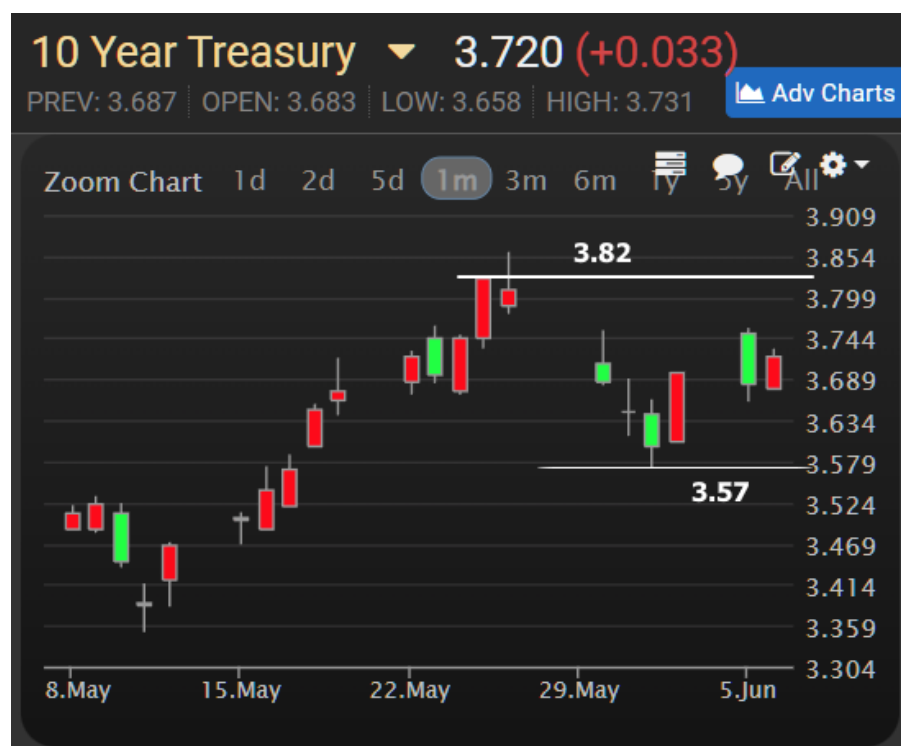 10 Year Treasury 3.720 (+0.033)
PREV: 3.687 OPEN: 3.683 LOW: 3.658 HIGH: 3.731
Adv Charts
Zoom Chart 1d 2d 5d 1m 3m 6m 1y 5y All
3.909
3.82
3.854
3.799
3.744
3.689
3.634
3.579
3.57
3.524
3.469
3.414
3.359
3.304
8.May 15.May 22.May 29.May 5.Jun